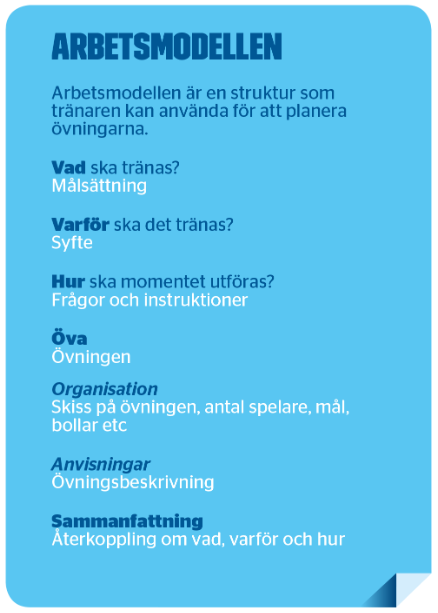 ARBETSMODELLEN
Arbetsmodellen är en struktur som
tränaren kan använda för att planera
övningarna.
Vad ska tränas?
Målsättning
Varför ska det tränas?
Syfte
Hur ska momentet utföras?
Frågor och instruktioner
Öva
Övningen
Organisation
Skiss på övningen, antal spelare, mål,
bollar etc
Anvisningar
Övningsbeskrivning
Sammanfattning
Återkoppling om vad, varför och hur